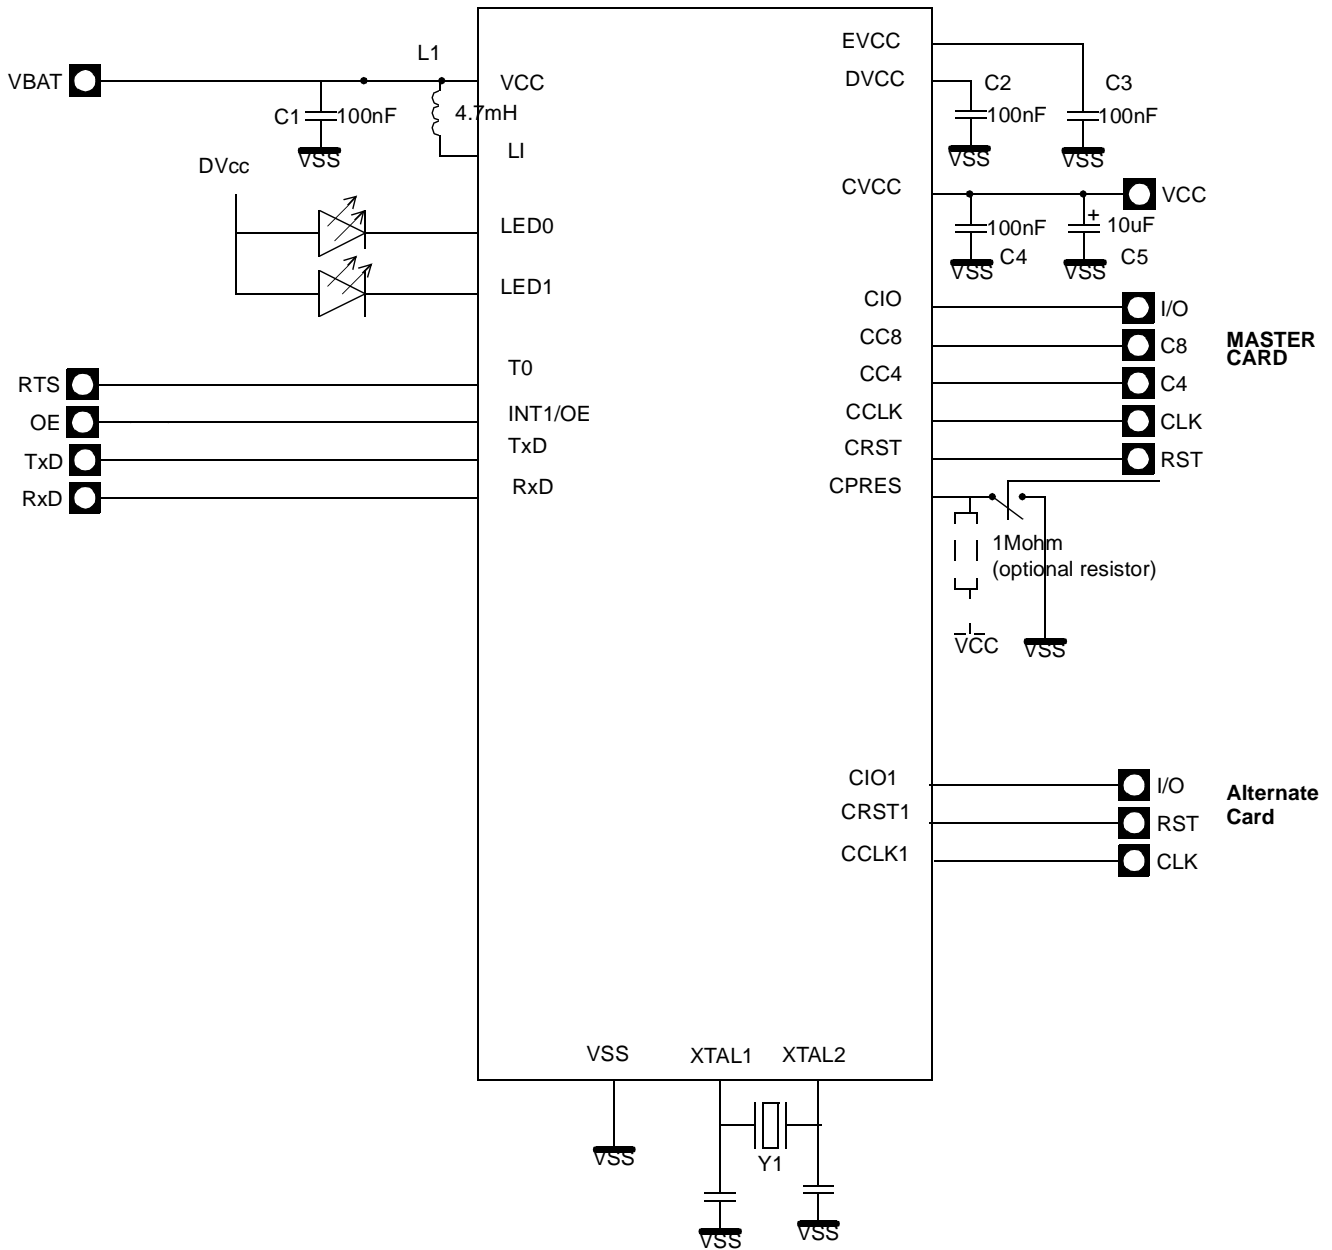 L1
VBAT
VCC
C1
100nF
4.7mH
VSS
LI
DVcc
LED0
LED1
RTS
T0
OE
INT1/OE
TxD
TxD
RxD
RxD
EVCC
DVCC
C2
C3
100nF
100nF
VSS
VSS
CVCC
VCC
100nF
+
10uF
VSS
C4
VSS
C5
CIO
I/O
CC8
C8
MASTER
CARD
CC4
C4
CCLK
CLK
CRST
RST
CPRES
1Mohm
(optional resistor)
VCC
VSS
CIO1
I/O
Alternate
Card
CRST1
RST
CCLK1
CLK
VSS
XTAL1
XTAL2
VSS
Y1
VSS
VSS